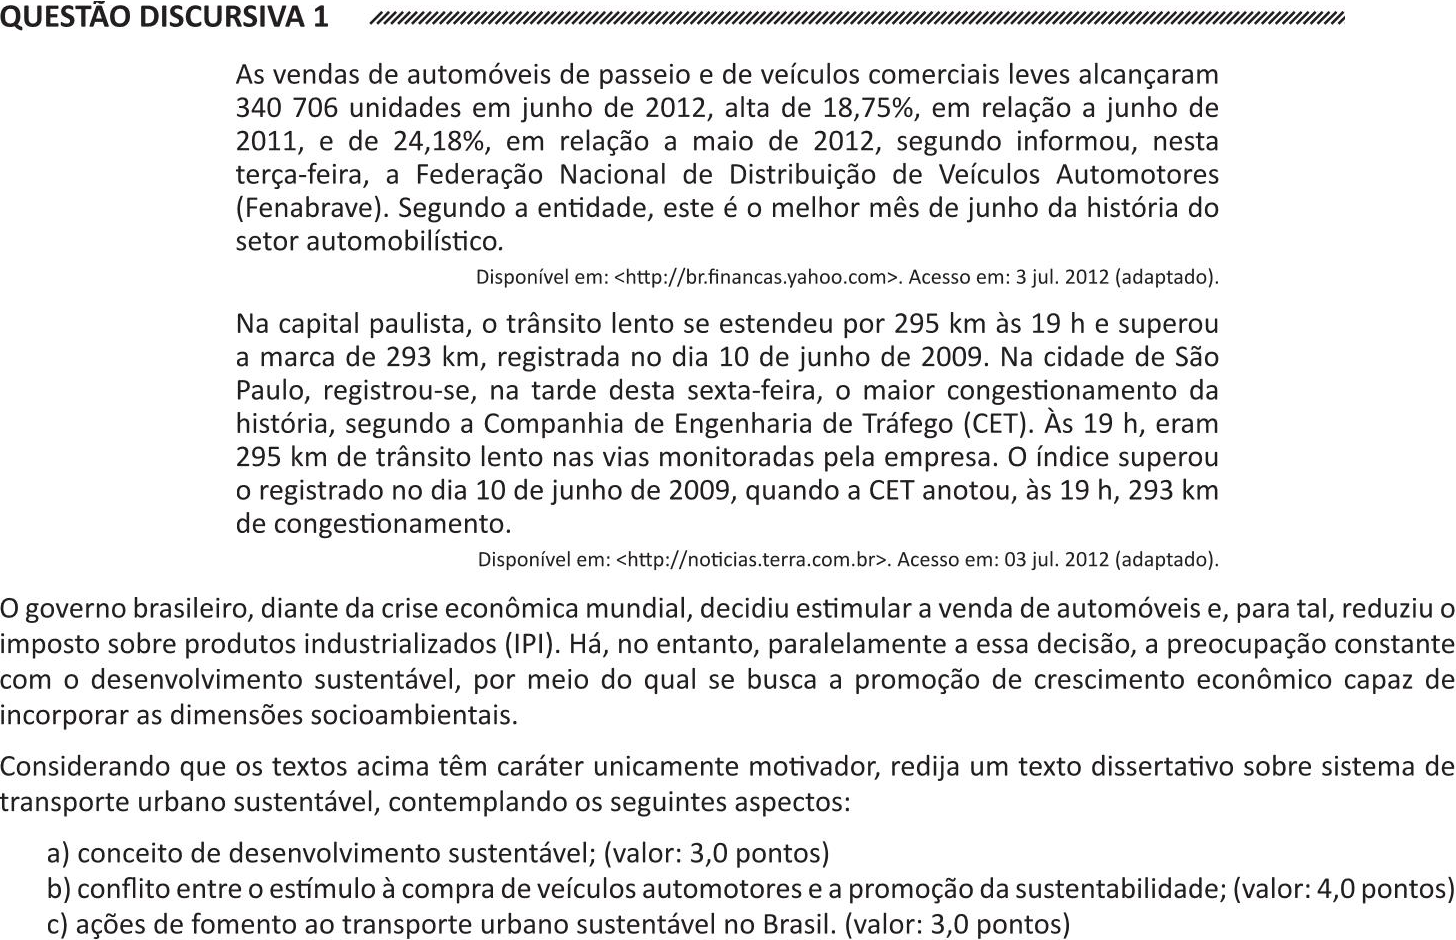 QUESTÃO DISCURSIVA 1
As vendas de automóveis de passeio e de veículos comerciais leves alcançaram
340 706 unidades em junho de 2012, alta de 18,75%, em relação a junho de
2011, e de 24,18%, em relação a maio de 2012, segundo informou, nesta
terça-feira, a Federação Nacional de Distribuição de Veículos Automotores
(Fenabrave). Segundo a entidade, este é o melhor mês de junho da história do
setor automobilístico.
Disponível em: <http://br.financas.yahoo.com>. Acesso em: 3 jul. 2012 (adaptado).
Na capital paulista, o trânsito lento se estendeu por 295 km às 19 h e superou
a marca de 293 km, registrada no dia 10 de junho de 2009. Na cidade de São
Paulo, registrou-se, na tarde desta sexta-feira, o maior congestionamento da
história, segundo a Companhia de Engenharia de Tráfego (CET). Às 19 h, eram
295 km de trânsito lento nas vias monitoradas pela empresa. O índice superou
o registrado no dia 10 de junho de 2009, quando a CET anotou, às 19 h, 293 km
de congestionamento.
Disponível em: <http://noticias.terra.com.br>. Acesso em: 03 jul. 2012 (adaptado).
O governo brasileiro, diante da crise econômica mundial, decidiu estimular a venda de automóveis e, para tal, reduziu o
imposto sobre produtos industrializados (IPI). Há, no entanto, paralelamente a essa decisão, a preocupação constante
com o desenvolvimento sustentável, por meio do qual se busca a promoção de crescimento econômico capaz de
incorporar as dimensões socioambientais.
Considerando que os textos acima têm caráter unicamente motivador, redija um texto dissertativo sobre sistema de
transporte urbano sustentável, contemplando os seguintes aspectos:
a) conceito de desenvolvimento sustentável; (valor: 3,0 pontos)
b) conflito entre o estímulo à compra de veículos automotores e a promoção da sustentabilidade; (valor: 4,0 pontos)
c) ações de fomento ao transporte urbano sustentável no Brasil. (valor: 3,0 pontos)